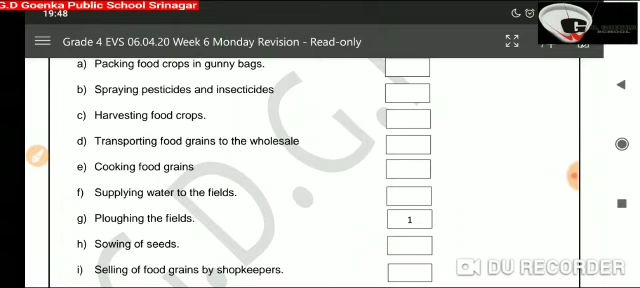 G.D Goenka Public School Srinagar
19:48
Grade 4 EVS 06.04.20 Week 6 Monday Revision - Read-only
a) Packing food crops in gunny bags.
b) Spraying pesticides and insecticides
c) Harvesting food crops.
d) Transporting food grains to the wholesale
e) Cooking food grains
f) Supplying water to the fields.
g) Ploughing the fields. 1
h) Sowing of seeds.
i) Selling of food grains by shopkeepers.
G.D.G.
DU RECORDER